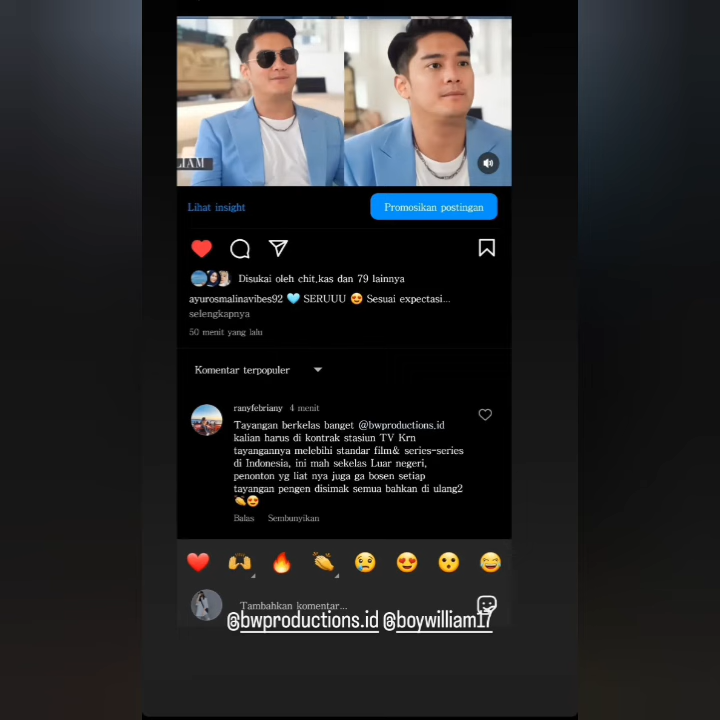 LIAM
Lihat insight
Promosikan postingan
Disukai oleh chit.kas dan 79 lainnya
ayurosmalinavibes92 🩵 SERUUU 😍 Sesuai expectasi...
selengkapnya
50 menit yang lalu
Komentar terpopuler
ranyfebriany 4 menit
Tayangan berkelas banget @bwproductions.id
kalian harus di kontrak stasiun TV Krn
tayangannya melebihi standar film& series-series
di Indonesia, ini mah sekelas Luar negeri,
penonton yg liat nya juga ga bosen setiap
tayangan pengen disimak semua bahkan di ulang2
👏😍
Balas Sembunyikan
Tambahkan komentar...
@bwproductions.id @boywilliam17